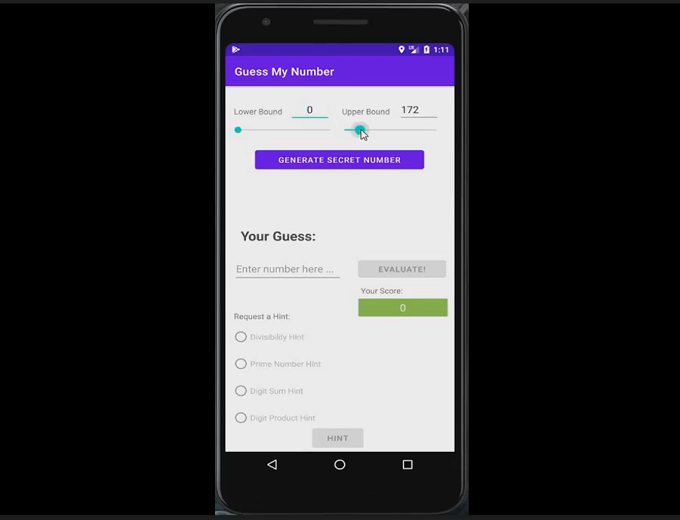 1:11
Guess My Number
Lower Bound 0 Upper Bound 172
GENERATE SECRET NUMBER
Your Guess:
Enter number here ... EVALUATE!
Your Score:
0
Request a Hint:
Divisibility Hint
Prime Number Hint
Digit Sum Hint
Digit Product Hint
HINT